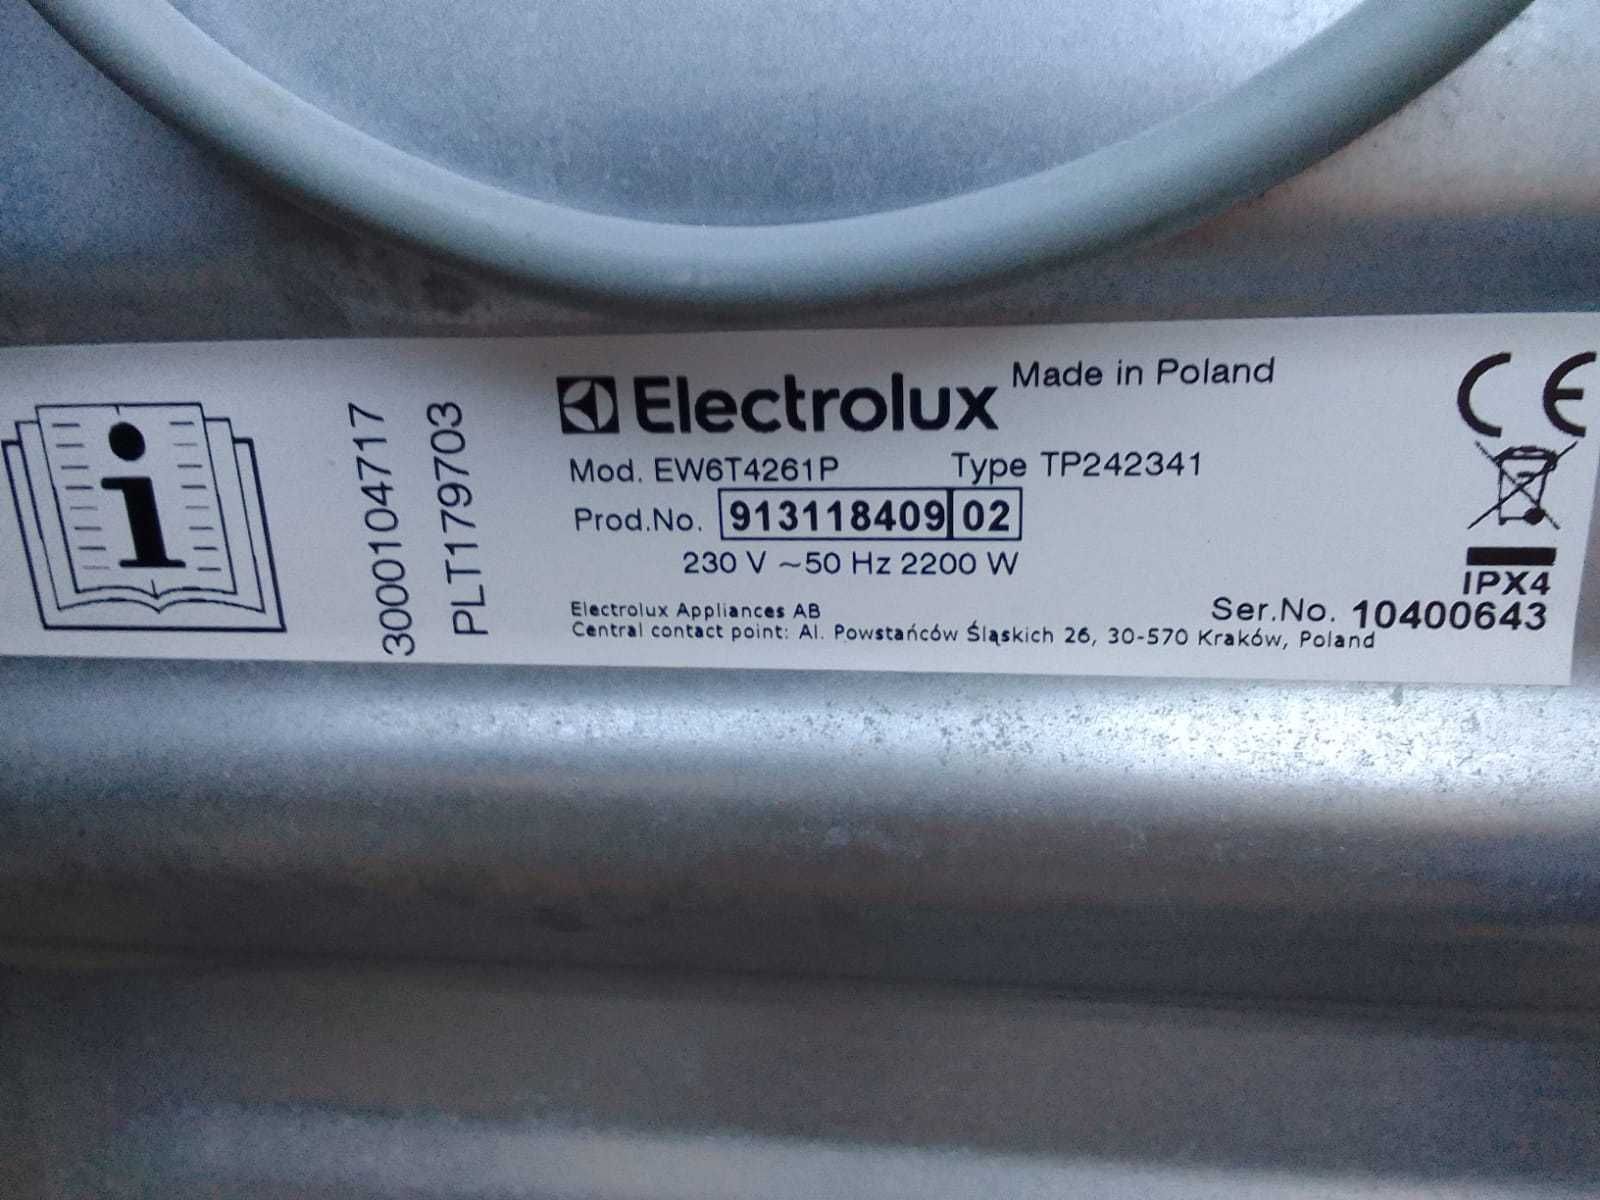 i
3000104717
PLT179703
Electrolux Made in Poland
Mod. EW6T4261P Type TP242341
Prod.No. 913118409 02
230 V ~50 Hz 2200 W
CE
IPX4
Ser.No. 10400643
Electrolux Appliances AB
Central contact point: Al. Powstańców Śląskich 26, 30-570 Kraków, Poland